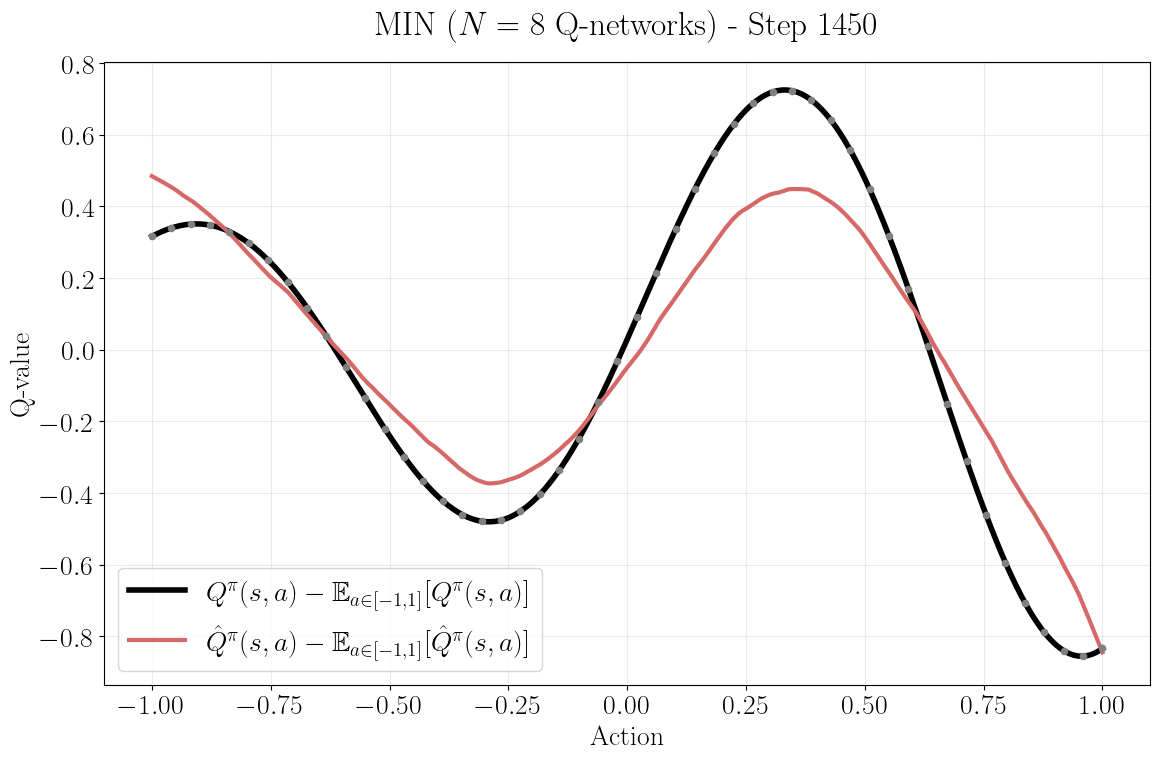 MIN (N = 8 Q-networks) - Step 1450
Q-value
0.8
0.6
0.4
0.2
0.0
−0.2
−0.4
−0.6
−0.8
Q^π(s, a) − 𝔼_{a∈[−1,1]}[Q^π(s, a)]
Q̂^π(s, a) − 𝔼_{a∈[−1,1]}[Q̂^π(s, a)]
−1.00 −0.75 −0.50 −0.25 0.00 0.25 0.50 0.75 1.00
Action